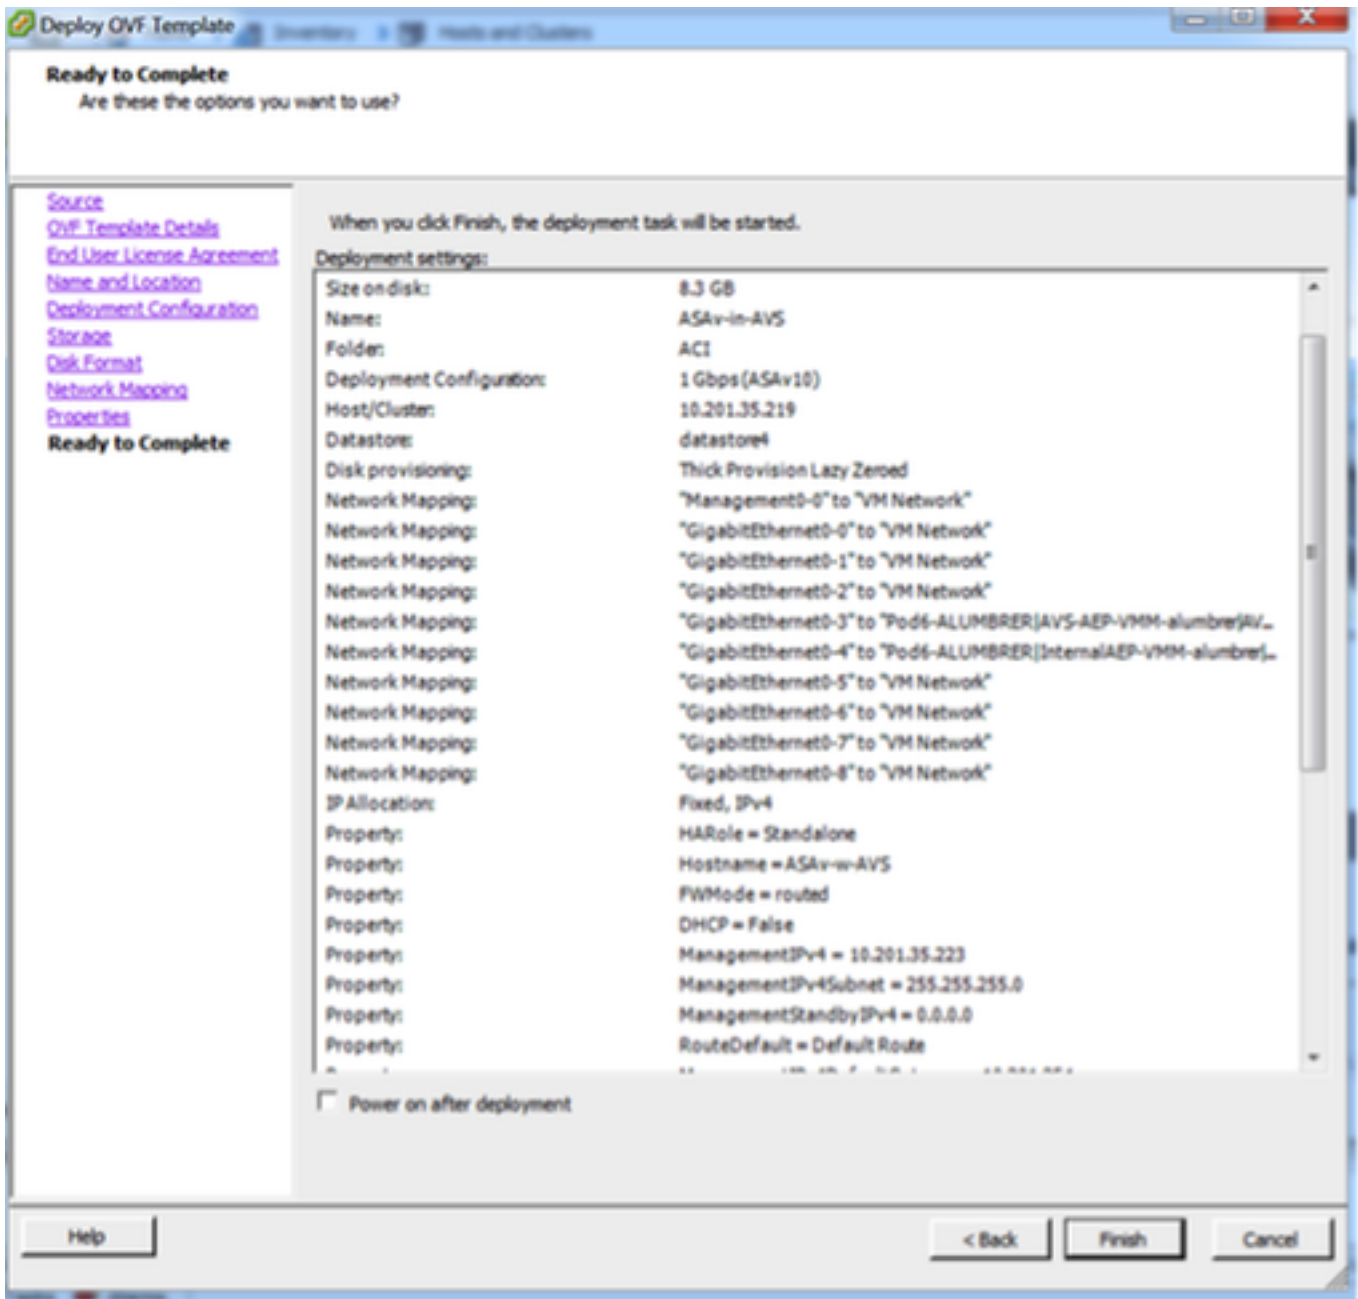 Deploy OVF Template
Inventory Hosts and Clusters
Ready to Complete
Are these the options you want to use?
Source
OVF Template Details
End User License Agreement
Name and Location
Deployment Configuration
Storage
Disk Format
Network Mapping
Properties
Ready to Complete
When you click Finish, the deployment task will be started.
Deployment settings:
Size on disk: 8.3 GB
Name: ASAv-in-AVS
Folder: ACI
Deployment Configuration: 1 Gbps (ASAv10)
Host/Cluster: 10.201.35.219
Datastore: datastore4
Disk provisioning: Thick Provision Lazy Zeroed
Network Mapping: "Management0-0" to "VM Network"
Network Mapping: "GigabitEthernet0-0" to "VM Network"
Network Mapping: "GigabitEthernet0-1" to "VM Network"
Network Mapping: "GigabitEthernet0-2" to "VM Network"
Network Mapping: "GigabitEthernet0-3" to "Pod6-ALUMBRER|AVS-AEP-VMM-alumbrer|AV...
Network Mapping: "GigabitEthernet0-4" to "Pod6-ALUMBRER|InternalAEP-VMM-alumbrer|...
Network Mapping: "GigabitEthernet0-5" to "VM Network"
Network Mapping: "GigabitEthernet0-6" to "VM Network"
Network Mapping: "GigabitEthernet0-7" to "VM Network"
Network Mapping: "GigabitEthernet0-8" to "VM Network"
IP Allocation: Fixed, IPv4
Property: HARole = Standalone
Property: Hostname = ASAv-w-AVS
Property: FWMode = routed
Property: DHCP = False
Property: ManagementIPv4 = 10.201.35.223
Property: ManagementIPv4Subnet = 255.255.255.0
Property: ManagementStandbyIPv4 = 0.0.0.0
Property: RouteDefault = Default Route
Power on after deployment
Help
< Back
Finish
Cancel